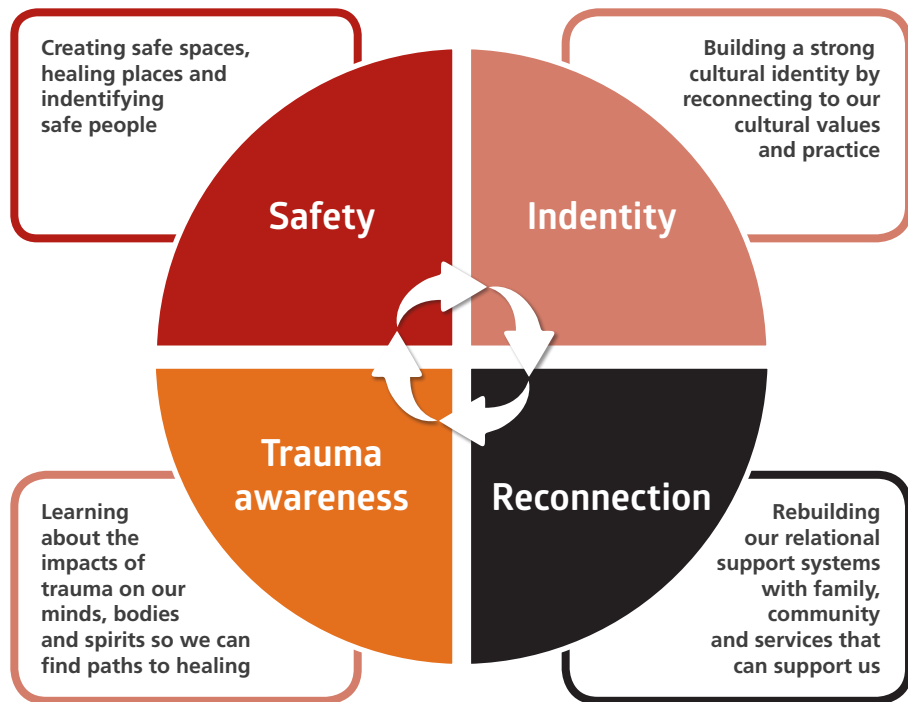 Creating safe spaces,
healing places and
indentifying
safe people
Building a strong
cultural identity by
reconnecting to our
cultural values
and practice
Safety
Indentity
Trauma
awareness
Reconnection
Learning
about the
impacts of
trauma on our
minds, bodies
and spirits so we can
find paths to healing
Rebuilding
our relational
support systems
with family,
community
and services that
can support us